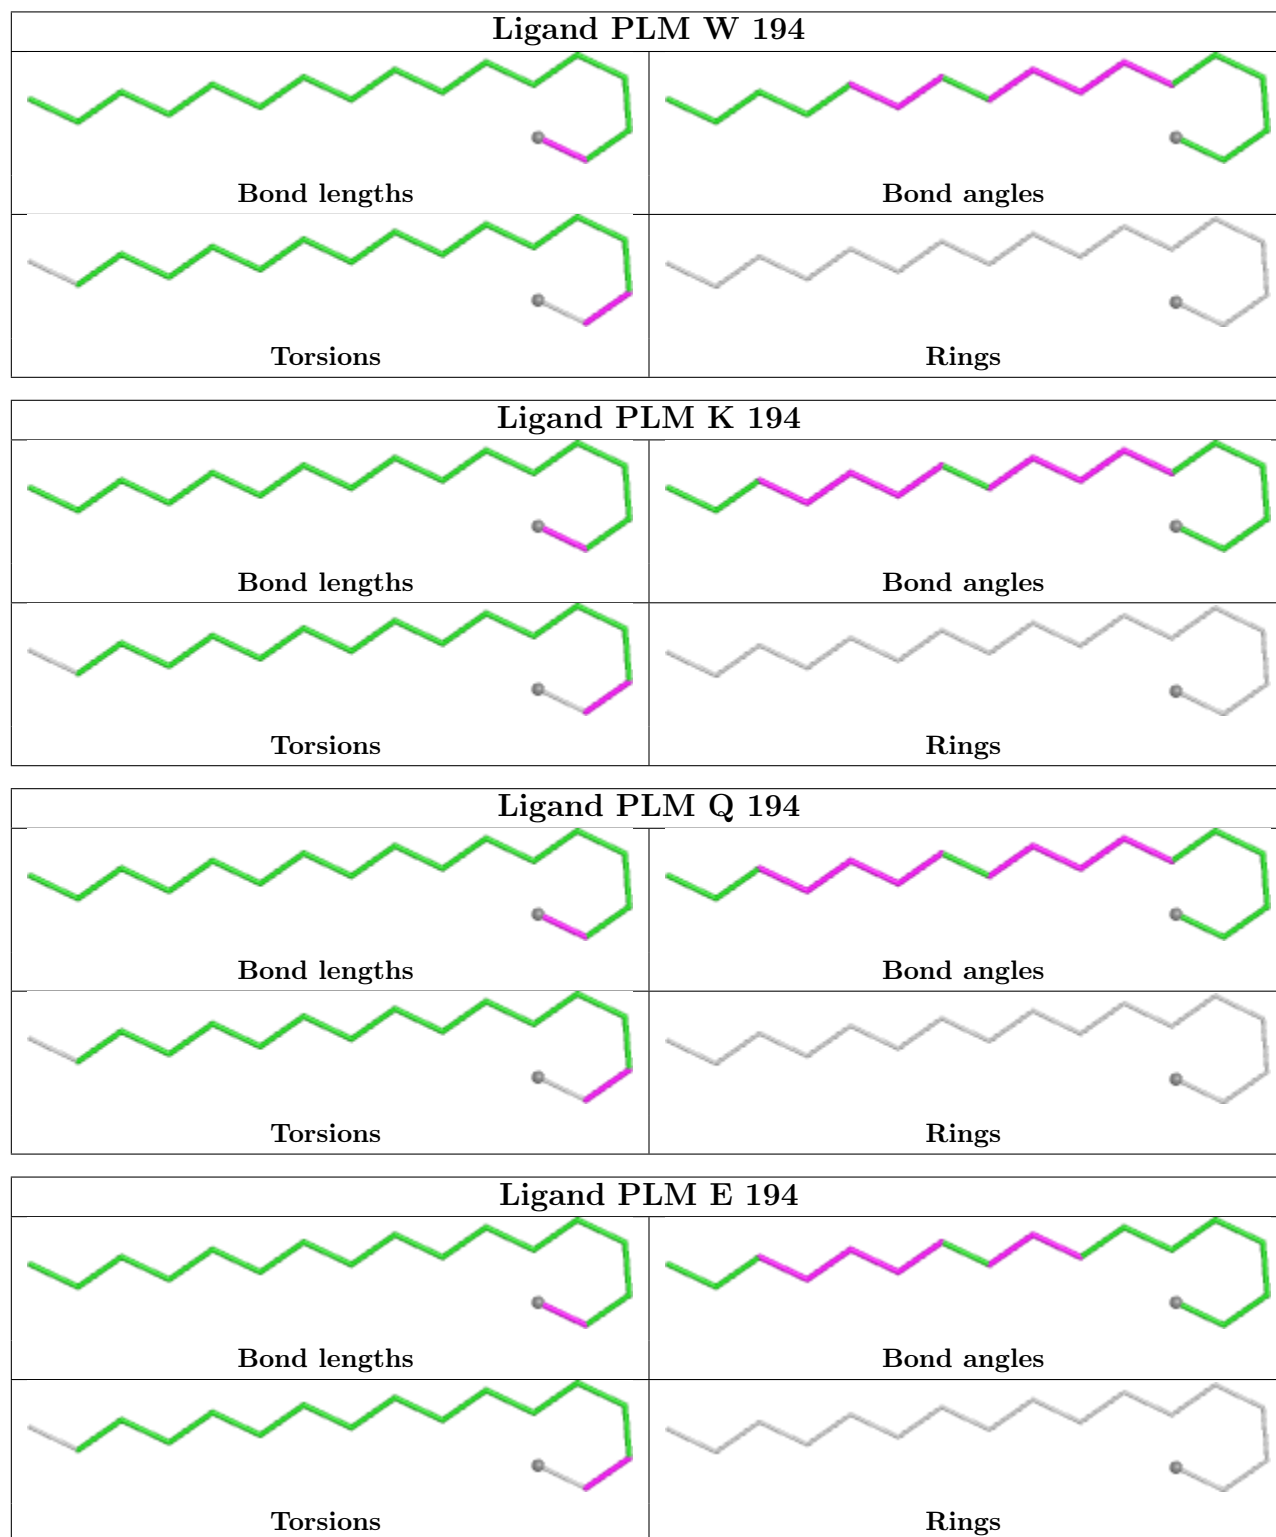 Ligand PLM W 194
Bond lengths
Bond angles
Torsions
Rings
Ligand PLM K 194
Bond lengths
Bond angles
Torsions
Rings
Ligand PLM Q 194
Bond lengths
Bond angles
Torsions
Rings
Ligand PLM E 194
Bond lengths
Bond angles
Torsions
Rings